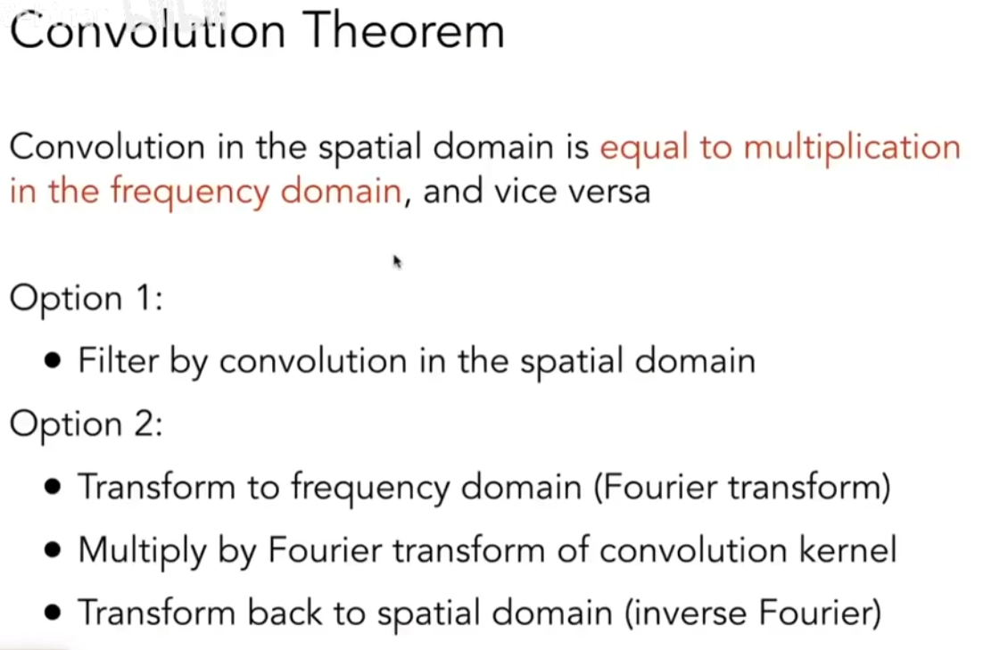 Convolution Theorem
Convolution in the spatial domain is equal to multiplication
in the frequency domain, and vice versa
Option 1:
• Filter by convolution in the spatial domain
Option 2:
• Transform to frequency domain (Fourier transform)
• Multiply by Fourier transform of convolution kernel
• Transform back to spatial domain (inverse Fourier)